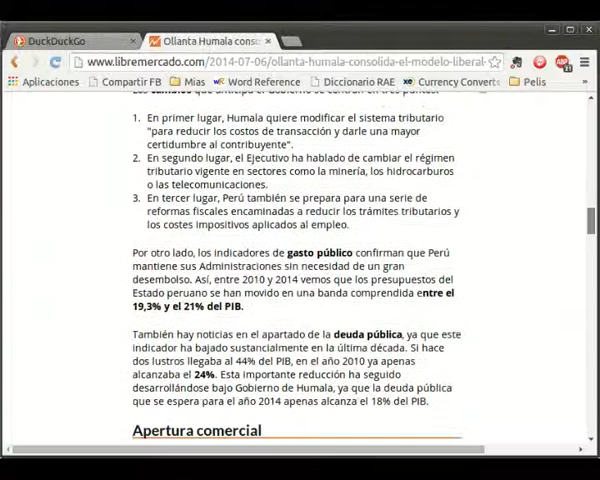 DuckDuckGo
Ollanta Humala cons
www.libremercado.com/2014-07-06/ollanta-humala-consolida-el-modelo-liberal-
Aplicaciones Compartir FB Mias Word Reference Diccionario RAE Currency Convert Pelis
1. En primer lugar, Humala quiere modificar el sistema tributario
"para reducir los costos de transacción y darle una mayor
certidumbre al contribuyente".
2. En segundo lugar, el Ejecutivo ha hablado de cambiar el régimen
tributario vigente en sectores como la minería, los hidrocarburos
o las telecomunicaciones.
3. En tercer lugar, Perú también se prepara para una serie de
reformas fiscales encaminadas a reducir los trámites tributarios y
los costes impositivos aplicados al empleo.
Por otro lado, los indicadores de gasto público confirman que Perú
mantiene sus Administraciones sin necesidad de un gran
desembolso. Así, entre 2010 y 2014 vemos que los presupuestos del
Estado peruano se han movido en una banda comprendida entre el
19,3% y el 21% del PIB.
También hay noticias en el apartado de la deuda pública, ya que este
indicador ha bajado sustancialmente en la última década. Si hace
dos lustros llegaba al 44% del PIB, en el año 2010 ya apenas
alcanzaba el 24%. Esta importante reducción ha seguido
desarrollándose bajo Gobierno de Humala, ya que la deuda pública
que se espera para el año 2014 apenas alcanza el 18% del PIB.
Apertura comercial